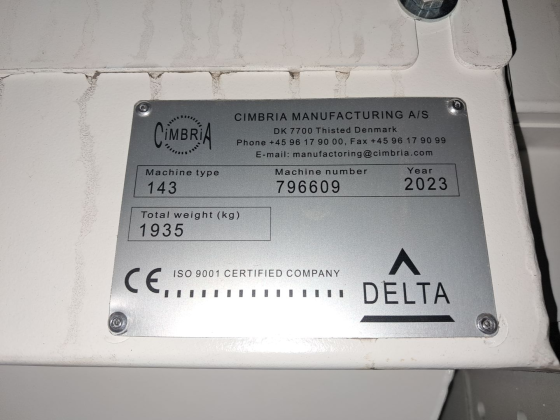 CiMBRiA
CIMBRIA MANUFACTURING A/S
DK 7700 Thisted Denmark
Phone +45 96 17 90 00, Fax +45 96 17 90 99
E-mail: manufactoring@cimbria.com
Machine type Machine number Year
143 796609 2023
Total weight (kg)
1935
CE ISO 9001 CERTIFIED COMPANY
DELTA